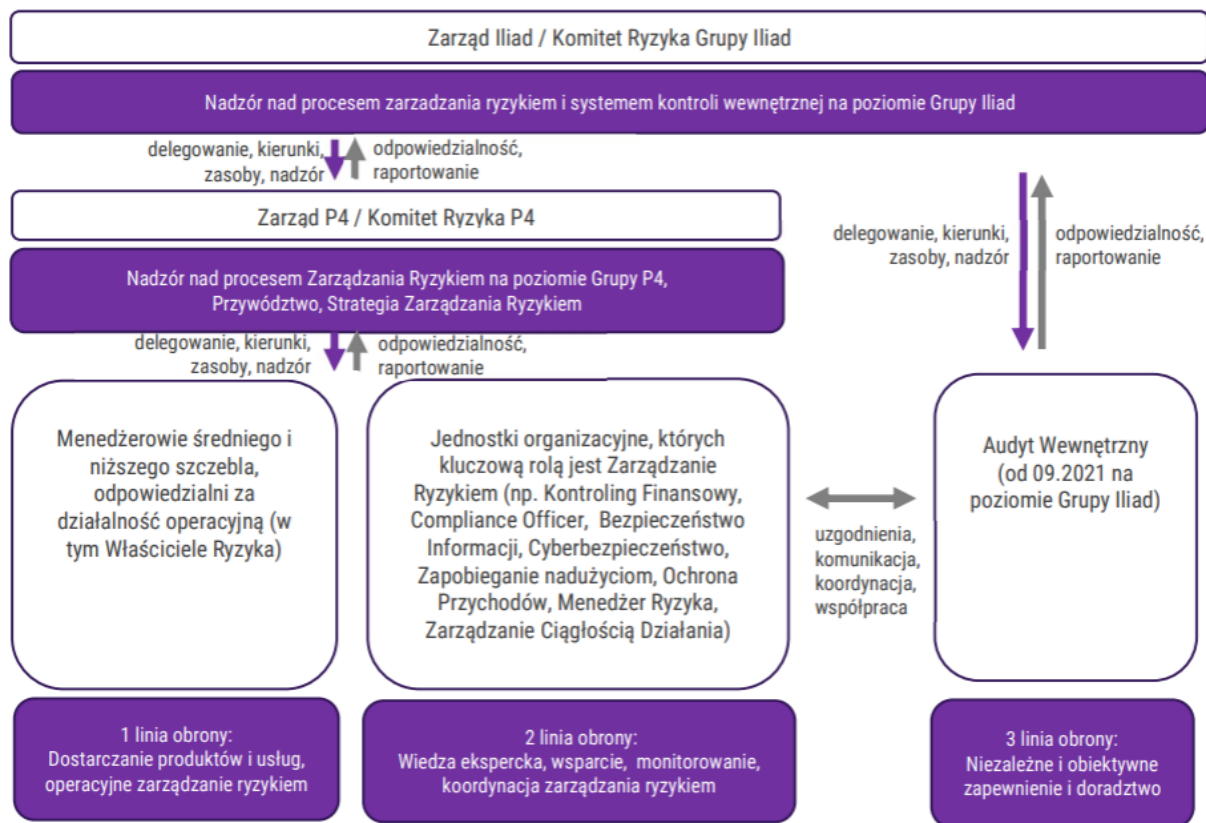 Zarząd Iliad / Komitet Ryzyka Grupy Iliad
Nadzór nad procesem zarzadzania ryzykiem i systemem kontroli wewnętrznej na poziomie Grupy Iliad
delegowanie, kierunki,
zasoby, nadzór
odpowiedzialność,
raportowanie
Zarząd P4 / Komitet Ryzyka P4
Nadzór nad procesem Zarządzania Ryzykiem na poziomie Grupy P4,
Przywództwo, Strategia Zarządzania Ryzykiem
delegowanie, kierunki,
zasoby, nadzór
odpowiedzialność,
raportowanie
delegowanie, kierunki,
zasoby, nadzór
odpowiedzialność,
raportowanie
Menedżerowie średniego i
niższego szczebla,
odpowiedzialni za
działalność operacyjną (w
tym Właściciele Ryzyka)
Jednostki organizacyjne, których
kluczową rolą jest Zarządzanie
Ryzykiem (np. Kontroling Finansowy,
Compliance Officer, Bezpieczeństwo
Informacji, Cyberbezpieczeństwo,
Zapobieganie nadużyciom, Ochrona
Przychodów, Menedżer Ryzyka,
Zarządzanie Ciągłością Działania)
uzgodnienia,
komunikacja,
koordynacja,
współpraca
Audyt Wewnętrzny
(od 09.2021 na
poziomie Grupy Iliad)
1 linia obrony:
Dostarczanie produktów i usług,
operacyjne zarządzanie ryzykiem
2 linia obrony:
Wiedza ekspercka, wsparcie, monitorowanie,
koordynacja zarządzania ryzykiem
3 linia obrony:
Niezależne i obiektywne
zapewnienie i doradztwo